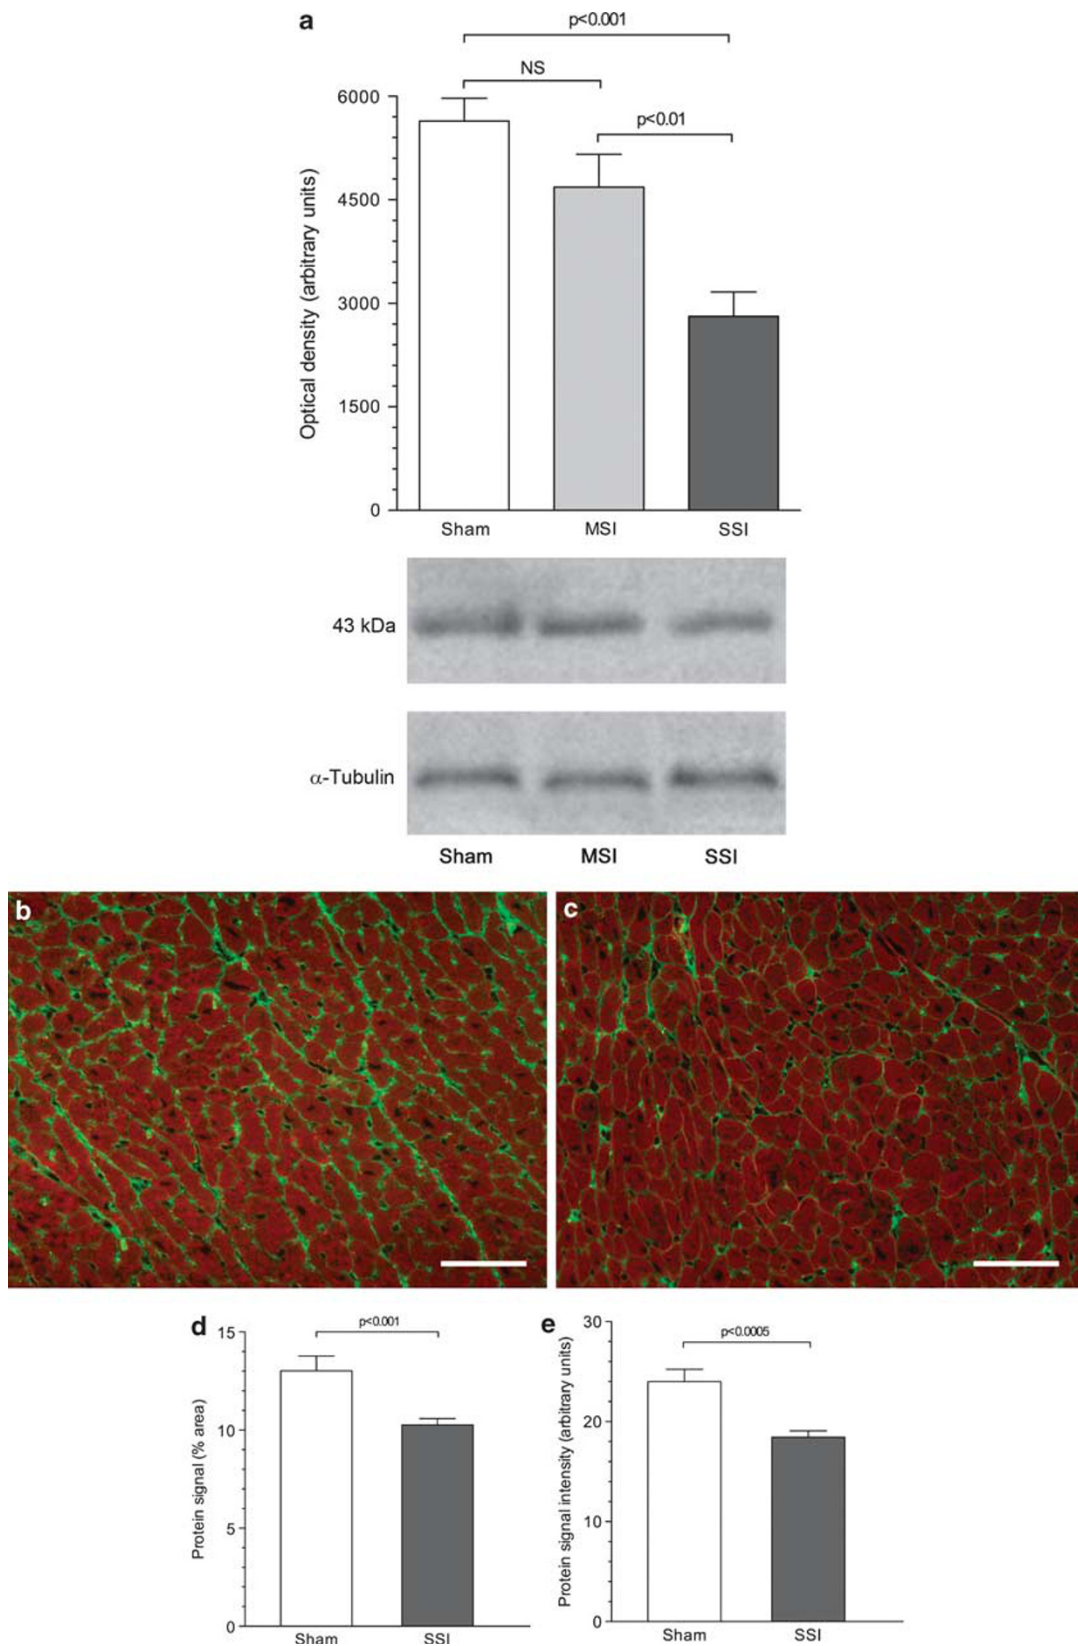 a
p<0.001
NS
p<0.01
6000
4500
3000
1500
0
Optical density (arbitrary units)
Sham MSI SSI
43 kDa
α-Tubulin
Sham MSI SSI
b
c
d
p<0.001
15
10
5
0
Protein signal (% area)
Sham SSI
e
p<0.0005
30
20
10
0
Protein signal intensity (arbitrary units)
Sham SSI